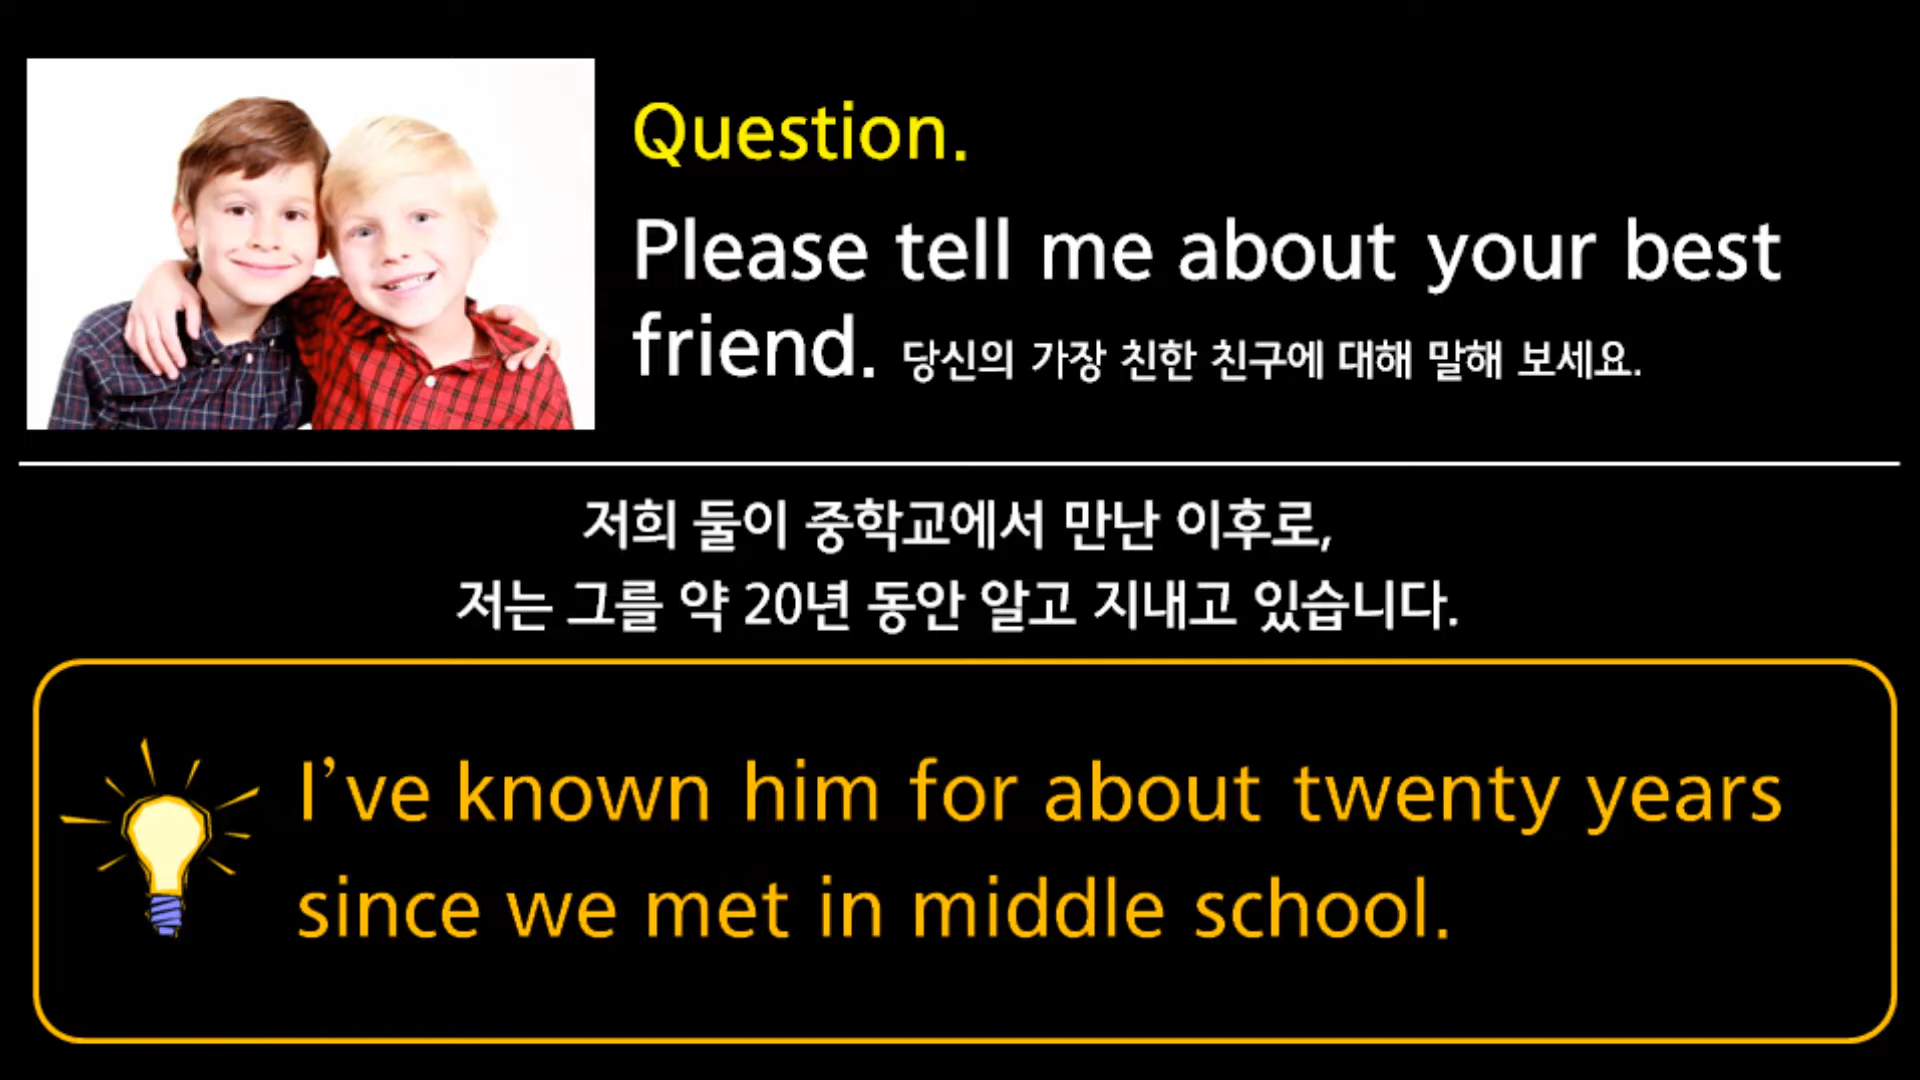 Question.
Please tell me about your best
friend. 당신의 가장 친한 친구에 대해 말해 보세요.
저희 둘이 중학교에서 만난 이후로,
저는 그를 약 20년 동안 알고 지내고 있습니다.
I’ve known him for about twenty years
since we met in middle school.